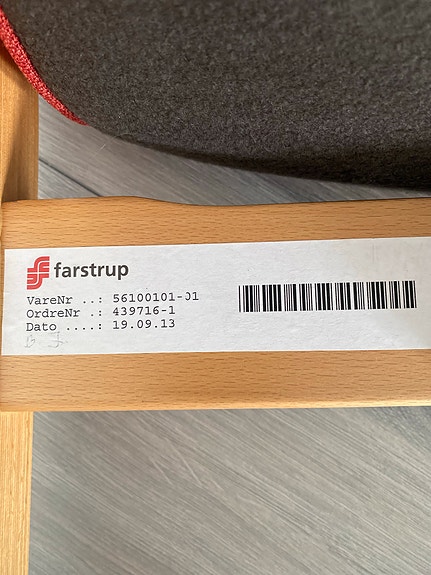 farstrup
VareNr ..: 56100101-01
OrdreNr .: 439716-1
Dato ....: 19.09.13